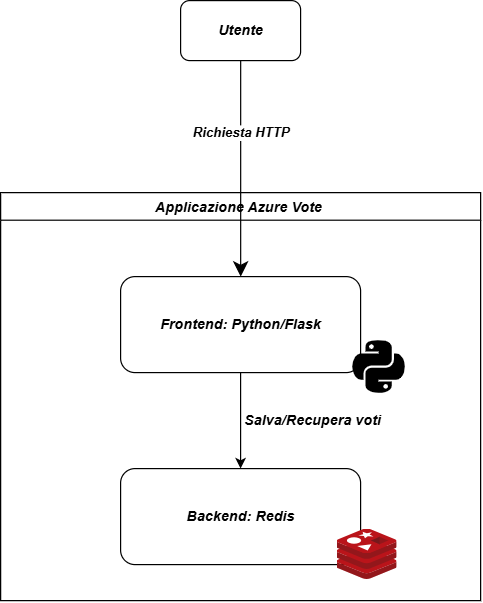 Utente
Richiesta HTTP
Applicazione Azure Vote
Frontend: Python/Flask
Salva/Recupera voti
Backend: Redis